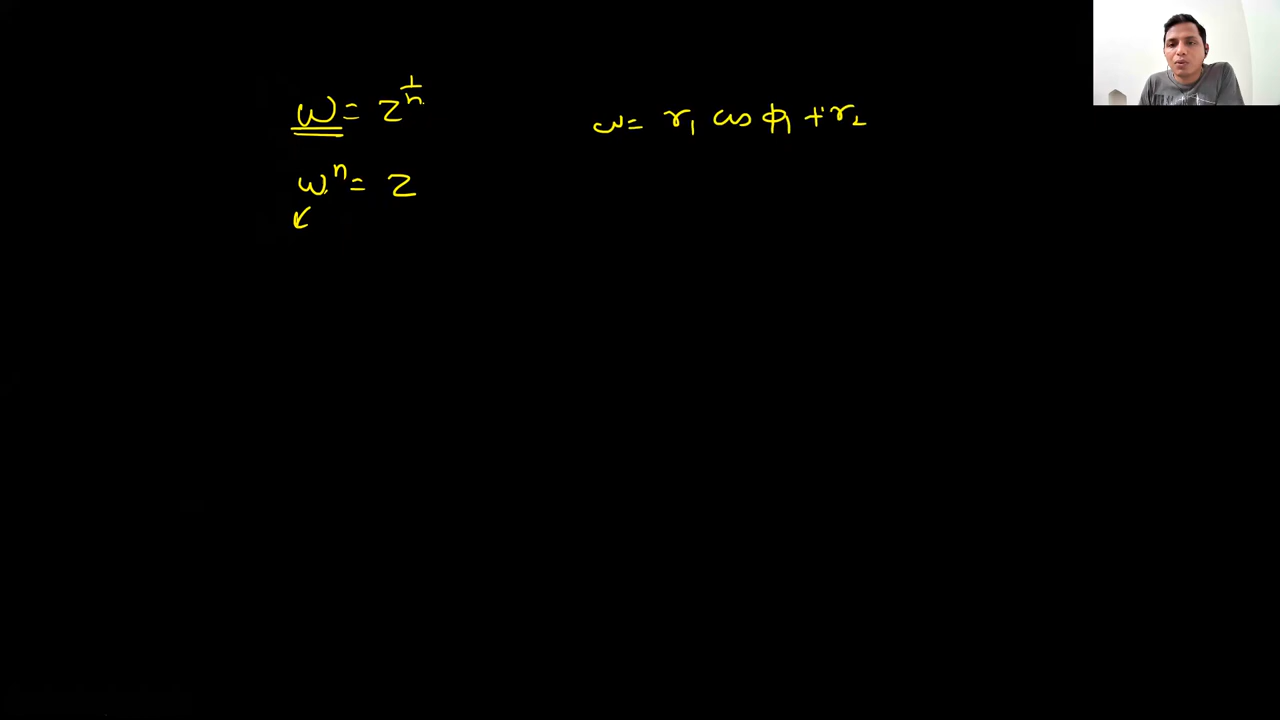 ω = z^(1/n)
ω^n = z
ω = r₁ cos φ₁ + r₂